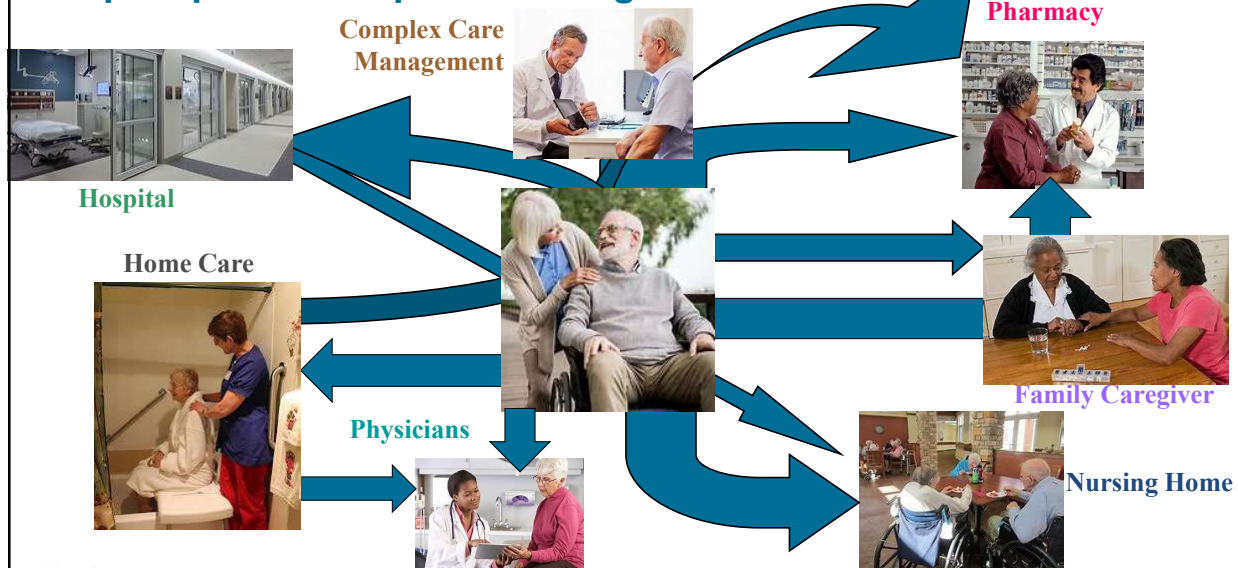 Pharmacy
Complex Care
Management
Hospital
Home Care
Family Caregiver
Physicians
Nursing Home